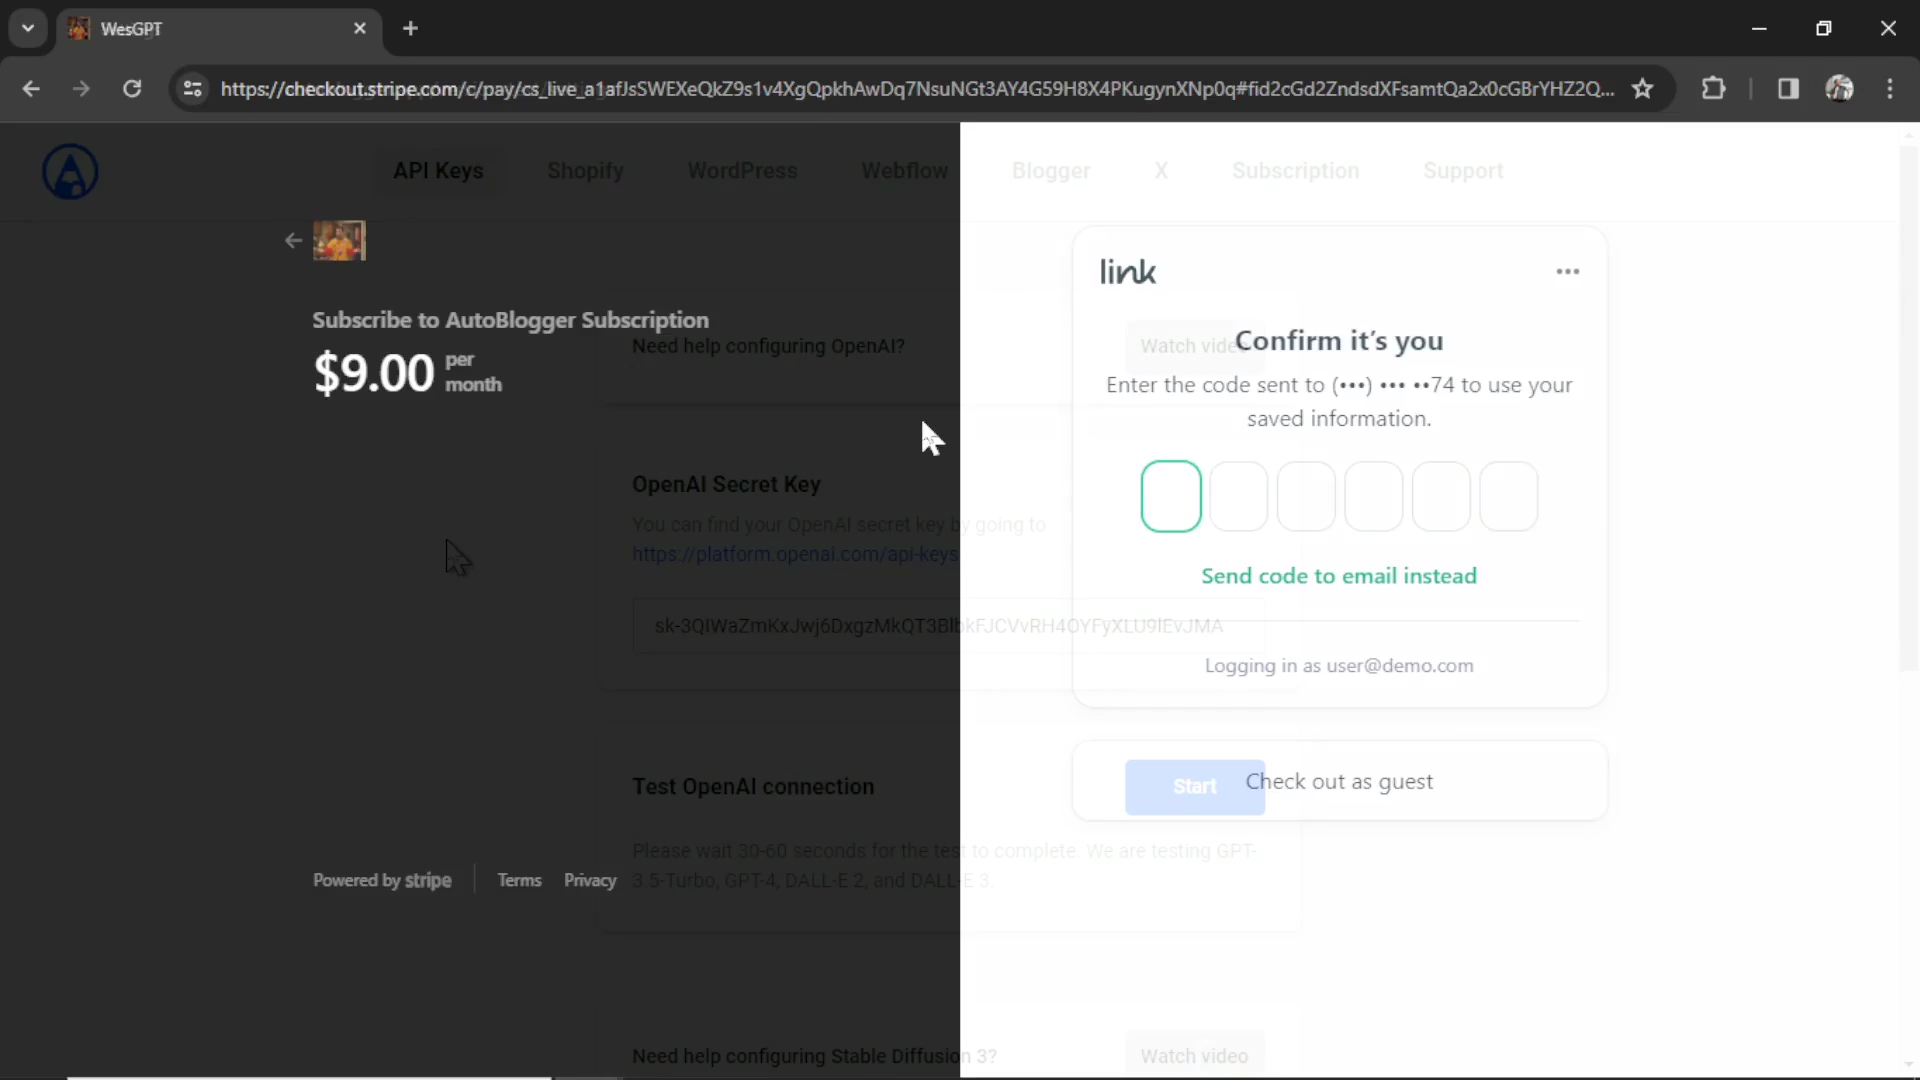 WesGPT
https://checkout.stripe.com/c/pay/cs_live_a1afJsSWEXeQkZ9s1v4XgQpkhAwDq7NsuNGt3AY4G59H8X4PKugynXNp0q#fid2cGd2ZndsdXFsamtQa2x0cGBrYHZ2Q...
API Keys Shopify WordPress Webflow Blogger X Subscription Support
Subscribe to AutoBlogger Subscription
$9.00 per month
Need help configuring OpenAI?
Watch video
OpenAI Secret Key
You can find your OpenAI secret key by going to
https://platform.openai.com/api-keys
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
Test OpenAI connection
Start
Please wait 30-60 seconds for the test to complete. We are testing GPT-
3.5-Turbo, GPT-4, DALL-E 2, and DALL-E 3.
Need help configuring Stable Diffusion 3?
Watch video
Powered by stripe Terms Privacy
link
Confirm it’s you
Enter the code sent to (•••) ••• ••74 to use your
saved information.
Send code to email instead
Logging in as user@demo.com
Check out as guest